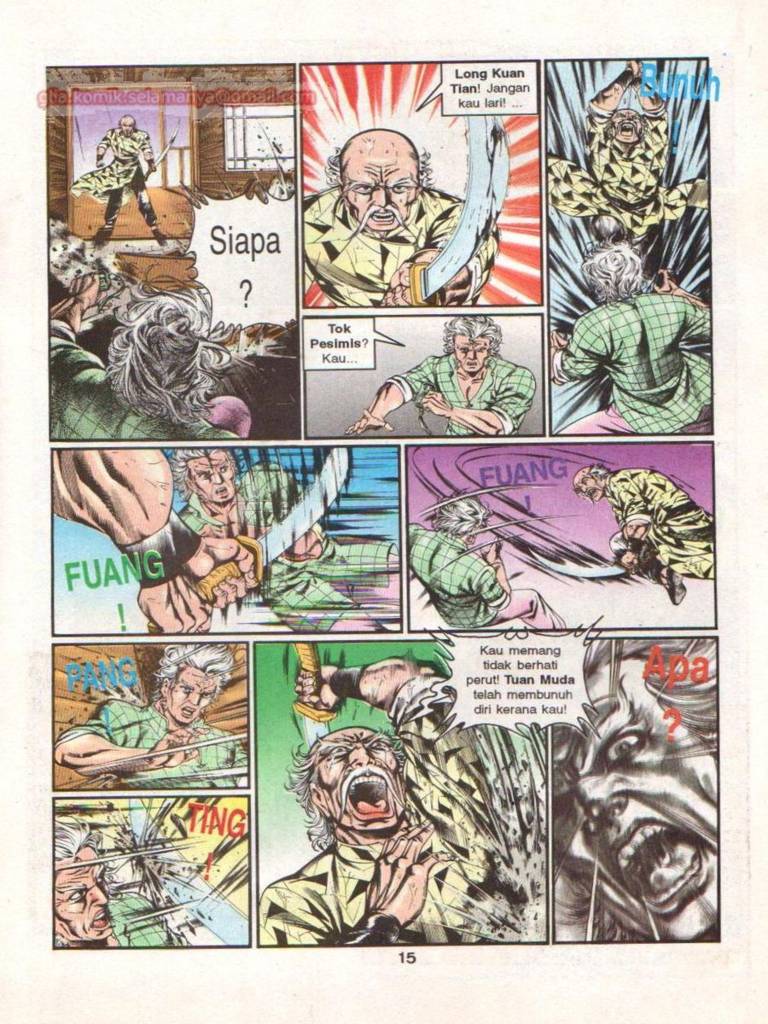 gta.komik.selamanya@gmail.com
Siapa
?
Long Kuan
Tian! Jangan
kau lari! ...
Tok
Pesimis?
Kau...
Bunuh
!
FUANG
!
FUANG
!
PANG
!
TING
!
Kau memang
tidak berhati
perut! Tuan Muda
telah membunuh
diri kerana kau!
Apa
?
15